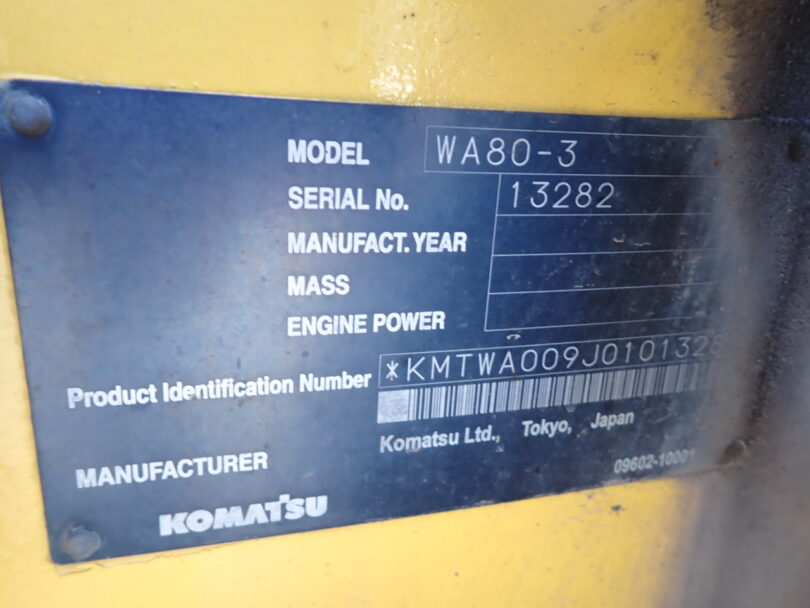 MODEL WA80-3
SERIAL No. 13282
MANUFACT. YEAR
MASS
ENGINE POWER
Product Identification Number *KMTWA009J0101328
MANUFACTURER Komatsu Ltd., Tokyo, Japan
09602-10001
KOMATSU